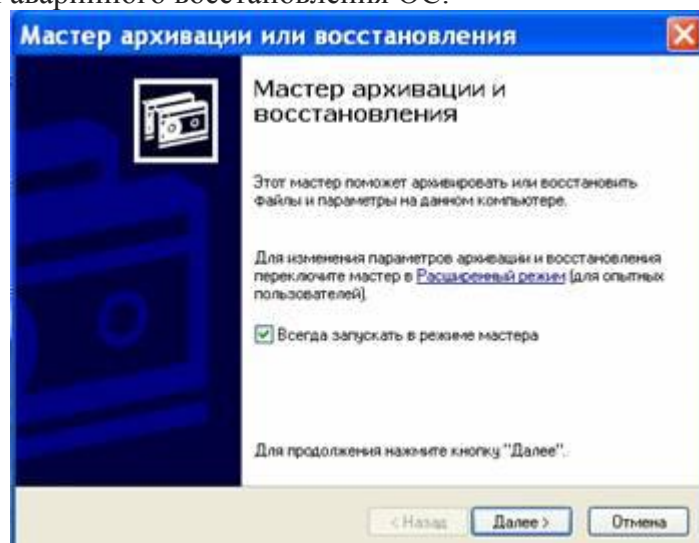 аварийного восстановления ОС.
Мастер архивации или восстановления
Мастер архивации и
восстановления
Этот мастер поможет архивировать или восстановить
файлы и параметры на данном компьютере.
Для изменения параметров архивации и восстановления
переключите мастер в Расширенный режим (для опытных
пользователей)
Всегда запускать в режиме мастера
Для продолжения нажмите кнопку "Далее".
< Назад
Далее >
Отмена